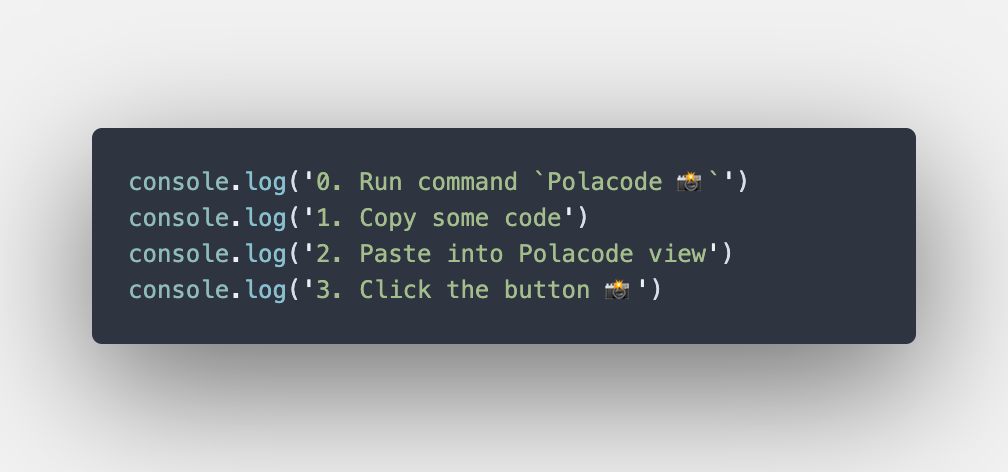 console.log('0. Run command `Polacode 📸`')
console.log('1. Copy some code')
console.log('2. Paste into Polacode view')
console.log('3. Click the button 📸')